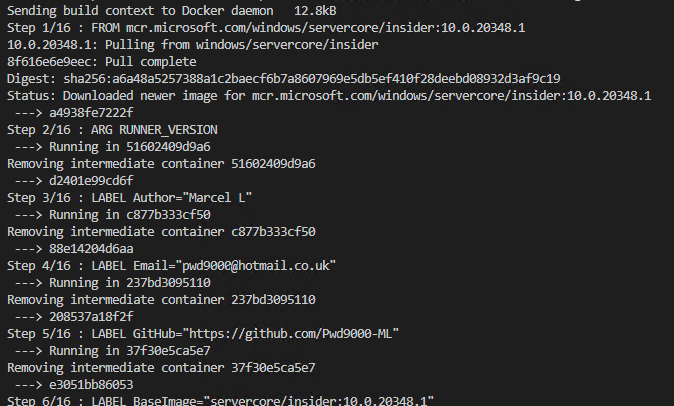 Sending build context to Docker daemon   12.8kB
Step 1/16 : FROM mcr.microsoft.com/windows/servercore/insider:10.0.20348.1
10.0.20348.1: Pulling from windows/servercore/insider
8f616e6e9eec: Pull complete
Digest: sha256:a6a48a5257388a1c2baecf6b7a8607969e5db5ef410f28deebd08932d3af9c19
Status: Downloaded newer image for mcr.microsoft.com/windows/servercore/insider:10.0.20348.1
 ---> a4938fe7222f
Step 2/16 : ARG RUNNER_VERSION
 ---> Running in 51602409d9a6
Removing intermediate container 51602409d9a6
 ---> d2401e99cd6f
Step 3/16 : LABEL Author="Marcel L"
 ---> Running in c877b333cf50
Removing intermediate container c877b333cf50
 ---> 88e14204d6aa
Step 4/16 : LABEL Email="pwd9000@hotmail.co.uk"
 ---> Running in 237bd3095110
Removing intermediate container 237bd3095110
 ---> 208537a18f2f
Step 5/16 : LABEL GitHub="https://github.com/Pwd9000-ML"
 ---> Running in 37f30e5ca5e7
Removing intermediate container 37f30e5ca5e7
 ---> e3051bb86053
Step 6/16 : LABEL BaseImage="servercore/insider:10.0.20348.1"